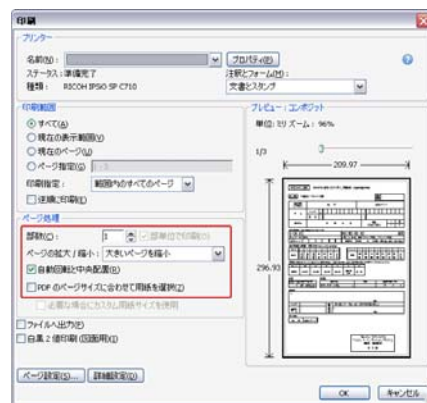 印刷
プリンター
名前(N):
プロパティ(P)
ステータス: 準備完了
注釈とフォーム(M):
種類: RICOH IPSiO SP C710
文書とスタンプ
印刷範囲
すべて(A)
現在の表示範囲(V)
現在のページ(U)
ページ指定(G)
印刷指定: 範囲内のすべてのページ
逆順に印刷(E)
プレビュー: コンポジット
単位: ミリ ズーム: 96%
1/3
209.97
296.93
ページ処理
部数(C): 1 部単位で印刷(O)
ページの拡大/縮小: 大きいページを縮小
自動回転と中央配置(R)
PDF のページサイズに合わせて用紙を選択(Z)
必要な場合にカスタム用紙サイズを使用
ファイルへ出力(F)
白黒 2 値印刷 (図面用)(I)
ページ設定(S)... 詳細設定(D)
OK キャンセル